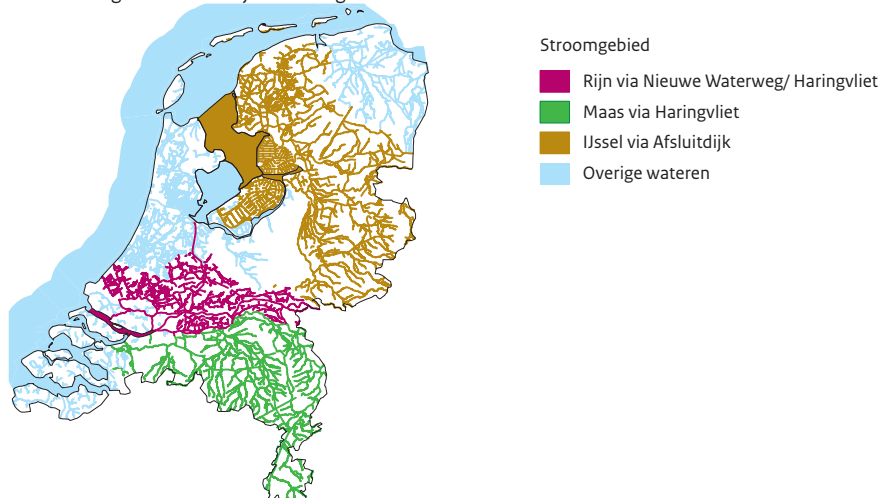 Stroomgebied
Rijn via Nieuwe Waterweg/ Haringvliet
Maas via Haringvliet
IJssel via Afsluitdijk
Overige wateren